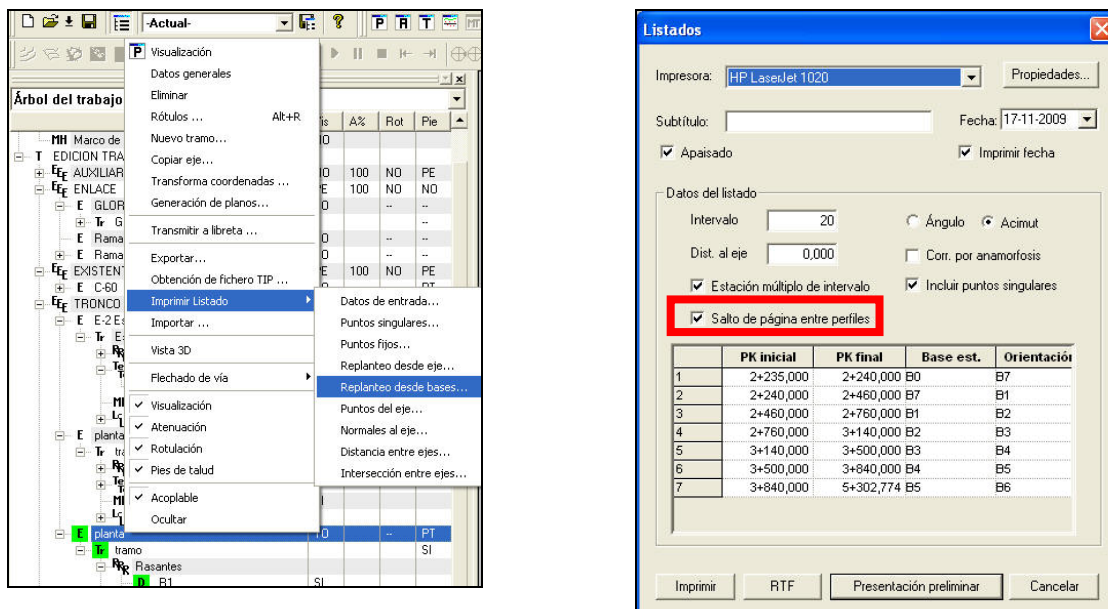 -Actual-
P R T
Árbol del trabajo
Vis A% Rot Pie
MH Marco de
T EDICION TRA
AUXILIAR 100 NO PE
ENLACE 100 NO NO
E GLOR -- --
Tr G --
E Rama -- --
E Rama -- --
EXISTENT 100 NO PE
E C-60
TRONCO
E E-2 Es
Tr
E planta
Tr
E planta -- PT
Tr tramo SI
Rasantes
D R1 SI
P Visualización
Datos generales
Eliminar
Rótulos ... Alt+R
Nuevo tramo...
Copiar eje...
Transforma coordenadas ...
Generación de planos...
Transmitir a libreta ...
Exportar...
Obtención de fichero TIP ...
Imprimir Listado
Importar ...
Vista 3D
Flechado de vía
Visualización
Atenuación
Rotulación
Pies de talud
Acoplable
Ocultar
Datos de entrada...
Puntos singulares...
Puntos fijos...
Replanteo desde eje...
Replanteo desde bases...
Puntos del eje...
Normales al eje...
Distancia entre ejes...
Intersección entre ejes...
Listados
Impresora: HP LaserJet 1020 Propiedades...
Subtítulo: Fecha: 17-11-2009
Apaisado Imprimir fecha
Datos del listado
Intervalo 20 Ángulo Acimut
Dist. al eje 0,000 Corr. por anamorfosis
Estación múltiplo de intervalo Incluir puntos singulares
Salto de página entre perfiles
PK inicial PK final Base est. Orientación
1 2+235,000 2+240,000 B0 B7
2 2+240,000 2+460,000 B7 B1
3 2+460,000 2+760,000 B1 B2
4 2+760,000 3+140,000 B2 B3
5 3+140,000 3+500,000 B3 B4
6 3+500,000 3+840,000 B4 B5
7 3+840,000 5+302,774 B5 B6
Imprimir RTF Presentación preliminar Cancelar